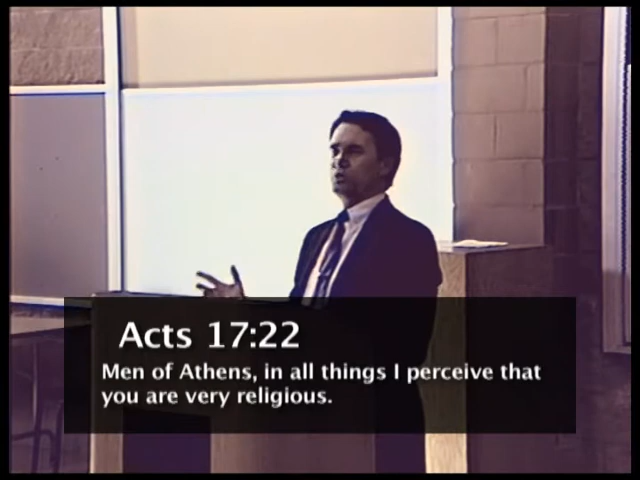 Acts 17:22
Men of Athens, in all things I perceive that
you are very religious.